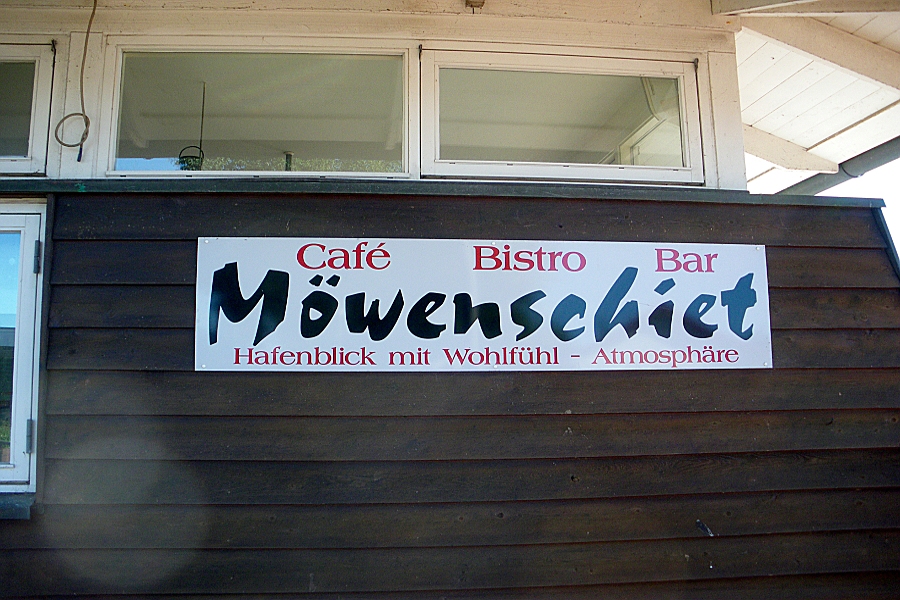 Café Bistro Bar
Möwenschiet
Hafenblick mit Wohlfühl - Atmosphäre